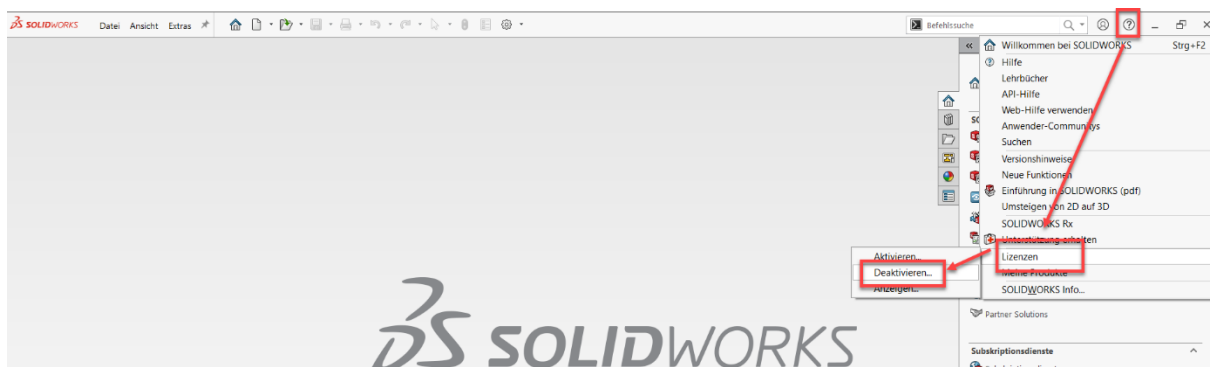 SOLIDWORKS Datei Ansicht Extras Befehlssuche
Willkommen bei SOLIDWORKS Strg+F2
Hilfe
Lehrbücher
API-Hilfe
Web-Hilfe verwenden
Anwender-Communitys
Suchen
Versionshinweise
Neue Funktionen
Einführung in SOLIDWORKS (pdf)
Umsteigen von 2D auf 3D
SOLIDWORKS Rx
Unterstützung erhalten
Lizenzen
Meine Produkte
SOLIDWORKS Info...
Aktivieren...
Deaktivieren...
Anzeigen...
SOLIDWORKS
Partner Solutions
Subskriptionsdienste